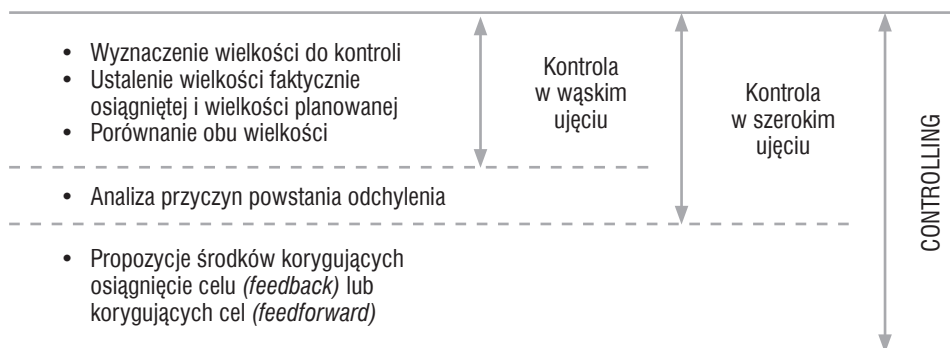 • Wyznaczenie wielkości do kontroli
• Ustalenie wielkości faktycznie
osiągniętej i wielkości planowanej
• Porównanie obu wielkości
Kontrola
w wąskim
ujęciu
Kontrola
w szerokim
ujęciu
CONTROLLING
• Analiza przyczyn powstania odchylenia
• Propozycje środków korygujących
osiągnięcie celu (feedback) lub
korygujących cel (feedforward)